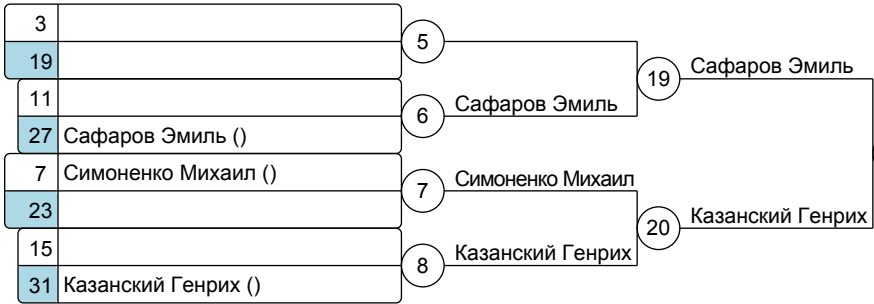 3
19
5
11
27 Сафаров Эмиль ()
6
Сафаров Эмиль
19
Сафаров Эмиль
7 Симоненко Михаил ()
23
7
Симоненко Михаил
15
31 Казанский Генрих ()
8
Казанский Генрих
20
Казанский Генрих